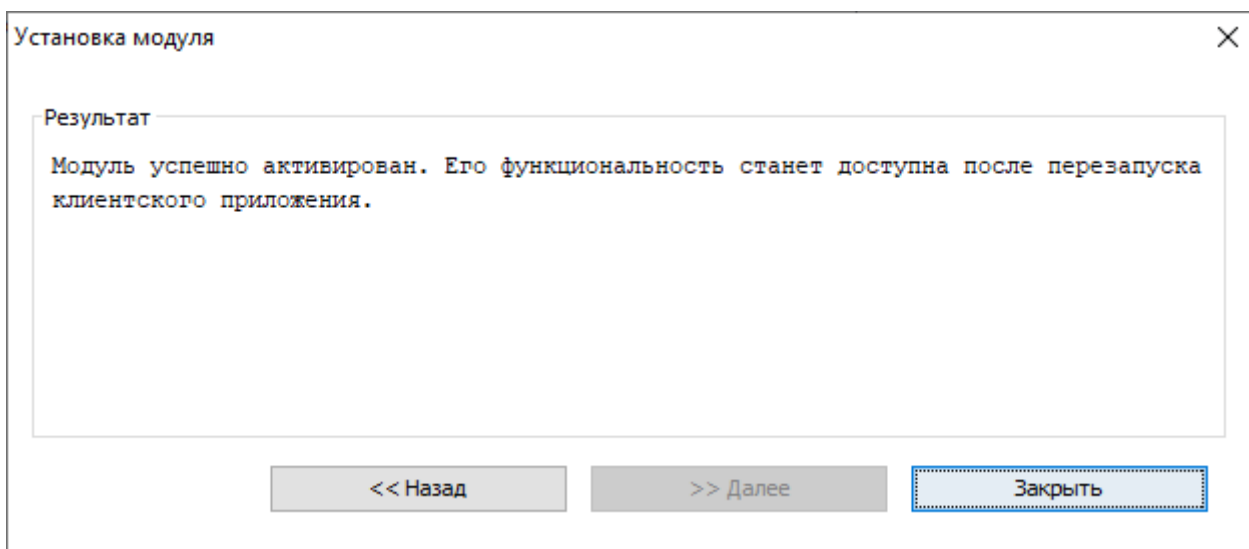 Установка модуля
Результат
Модуль успешно активирован. Его функциональность станет доступна после перезапуска
клиентского приложения.
<< Назад
>> Далее
Закрыть